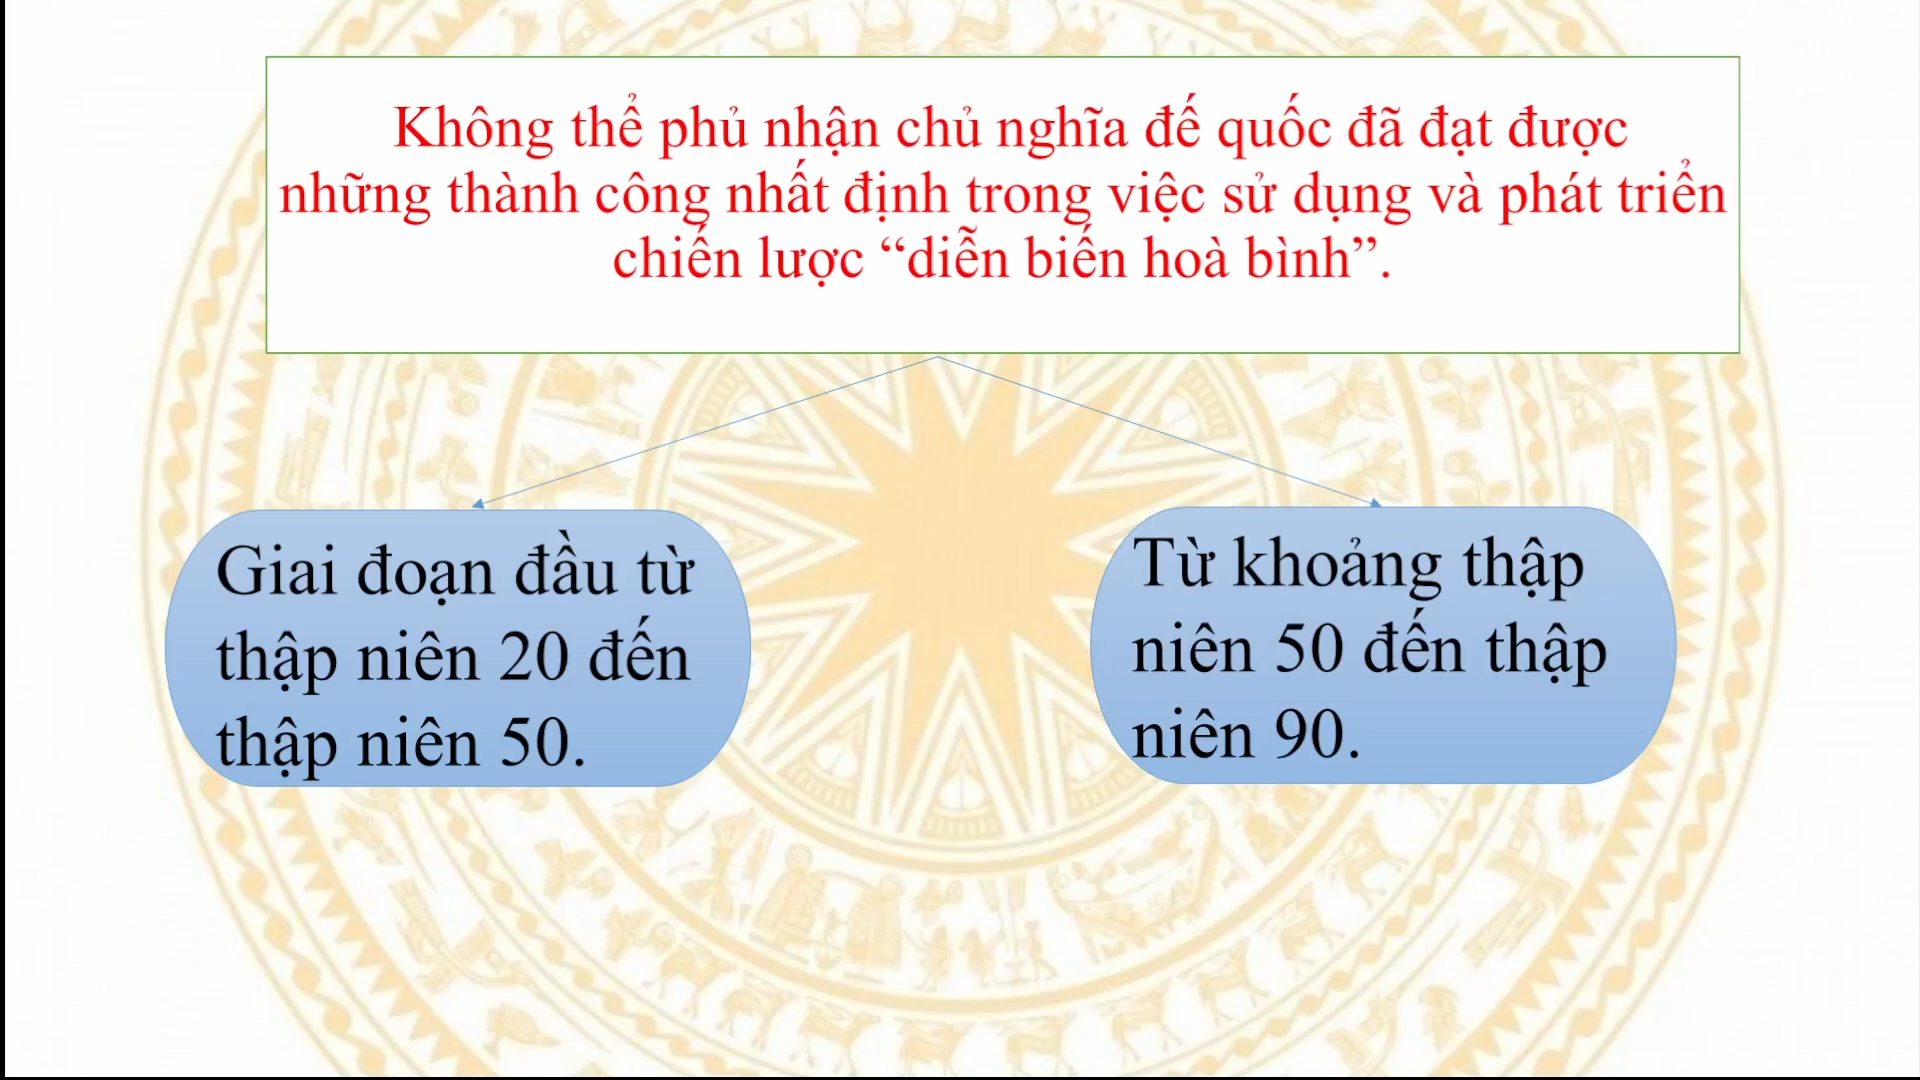 Không thể phủ nhận chủ nghĩa đế quốc đã đạt được
những thành công nhất định trong việc sử dụng và phát triển
chiến lược “diễn biến hoà bình”.
Giai đoạn đầu từ
thập niên 20 đến
thập niên 50.
Từ khoảng thập
niên 50 đến thập
niên 90.